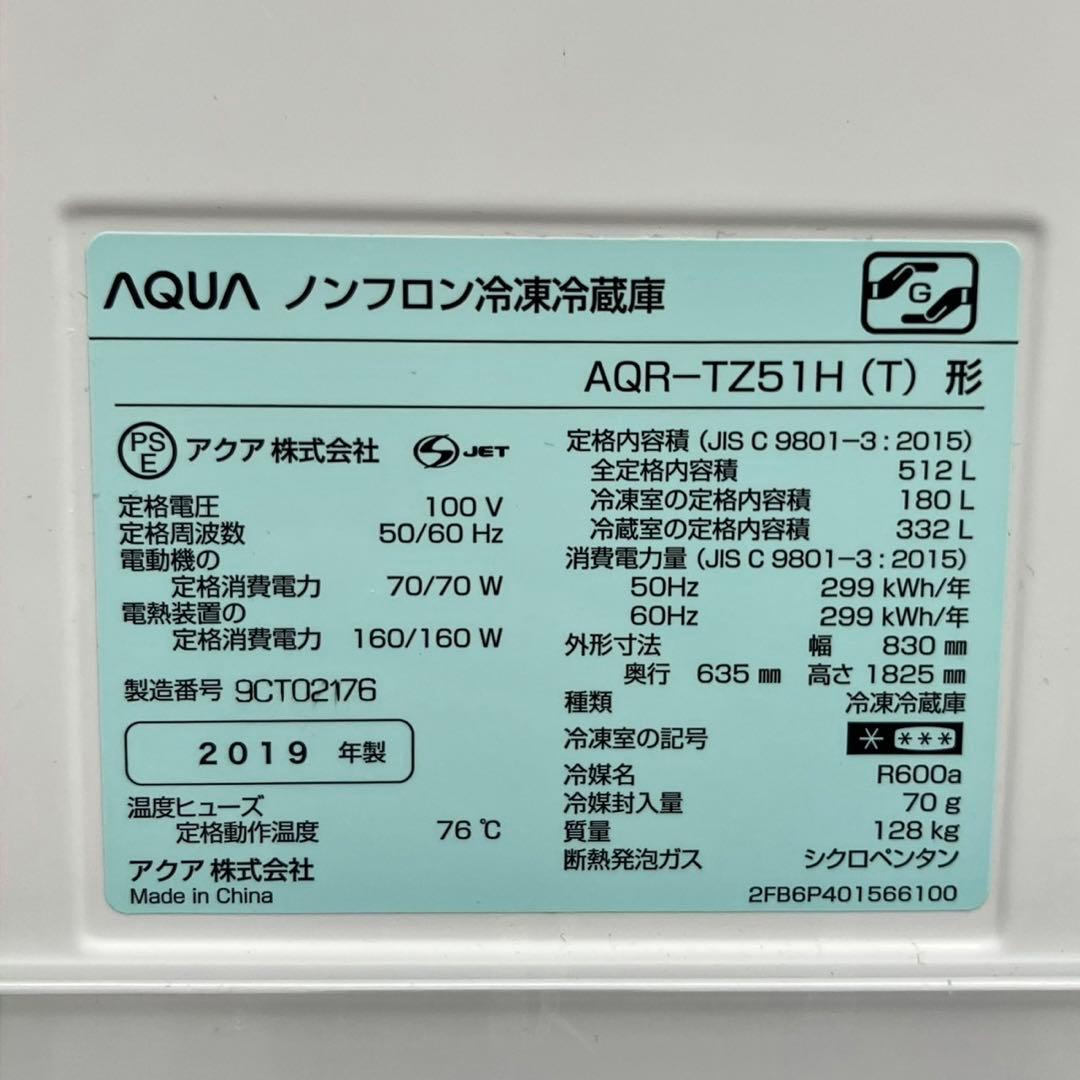 AQUA ノンフロン冷凍冷蔵庫
G
AQR-TZ51H (T) 形
PS
E
アクア 株式会社
S JET
定格電圧 100 V
定格周波数 50/60 Hz
電動機の
定格消費電力 70/70 W
電熱装置の
定格消費電力 160/160 W
製造番号 9CT02176
2019 年製
温度ヒューズ
定格動作温度 76 ℃
アクア 株式会社
Made in China
定格内容積 (JIS C 9801-3 : 2015)
全定格内容積 512 L
冷凍室の定格内容積 180 L
冷蔵室の定格内容積 332 L
消費電力量 (JIS C 9801-3 : 2015)
50Hz 299 kWh/年
60Hz 299 kWh/年
外形寸法 幅 830 ㎜
奥行 635 ㎜ 高さ 1825 ㎜
種類 冷凍冷蔵庫
冷凍室の記号 * ***
冷媒名 R600a
冷媒封入量 70 g
質量 128 kg
断熱発泡ガス シクロペンタン
2FB6P401566100